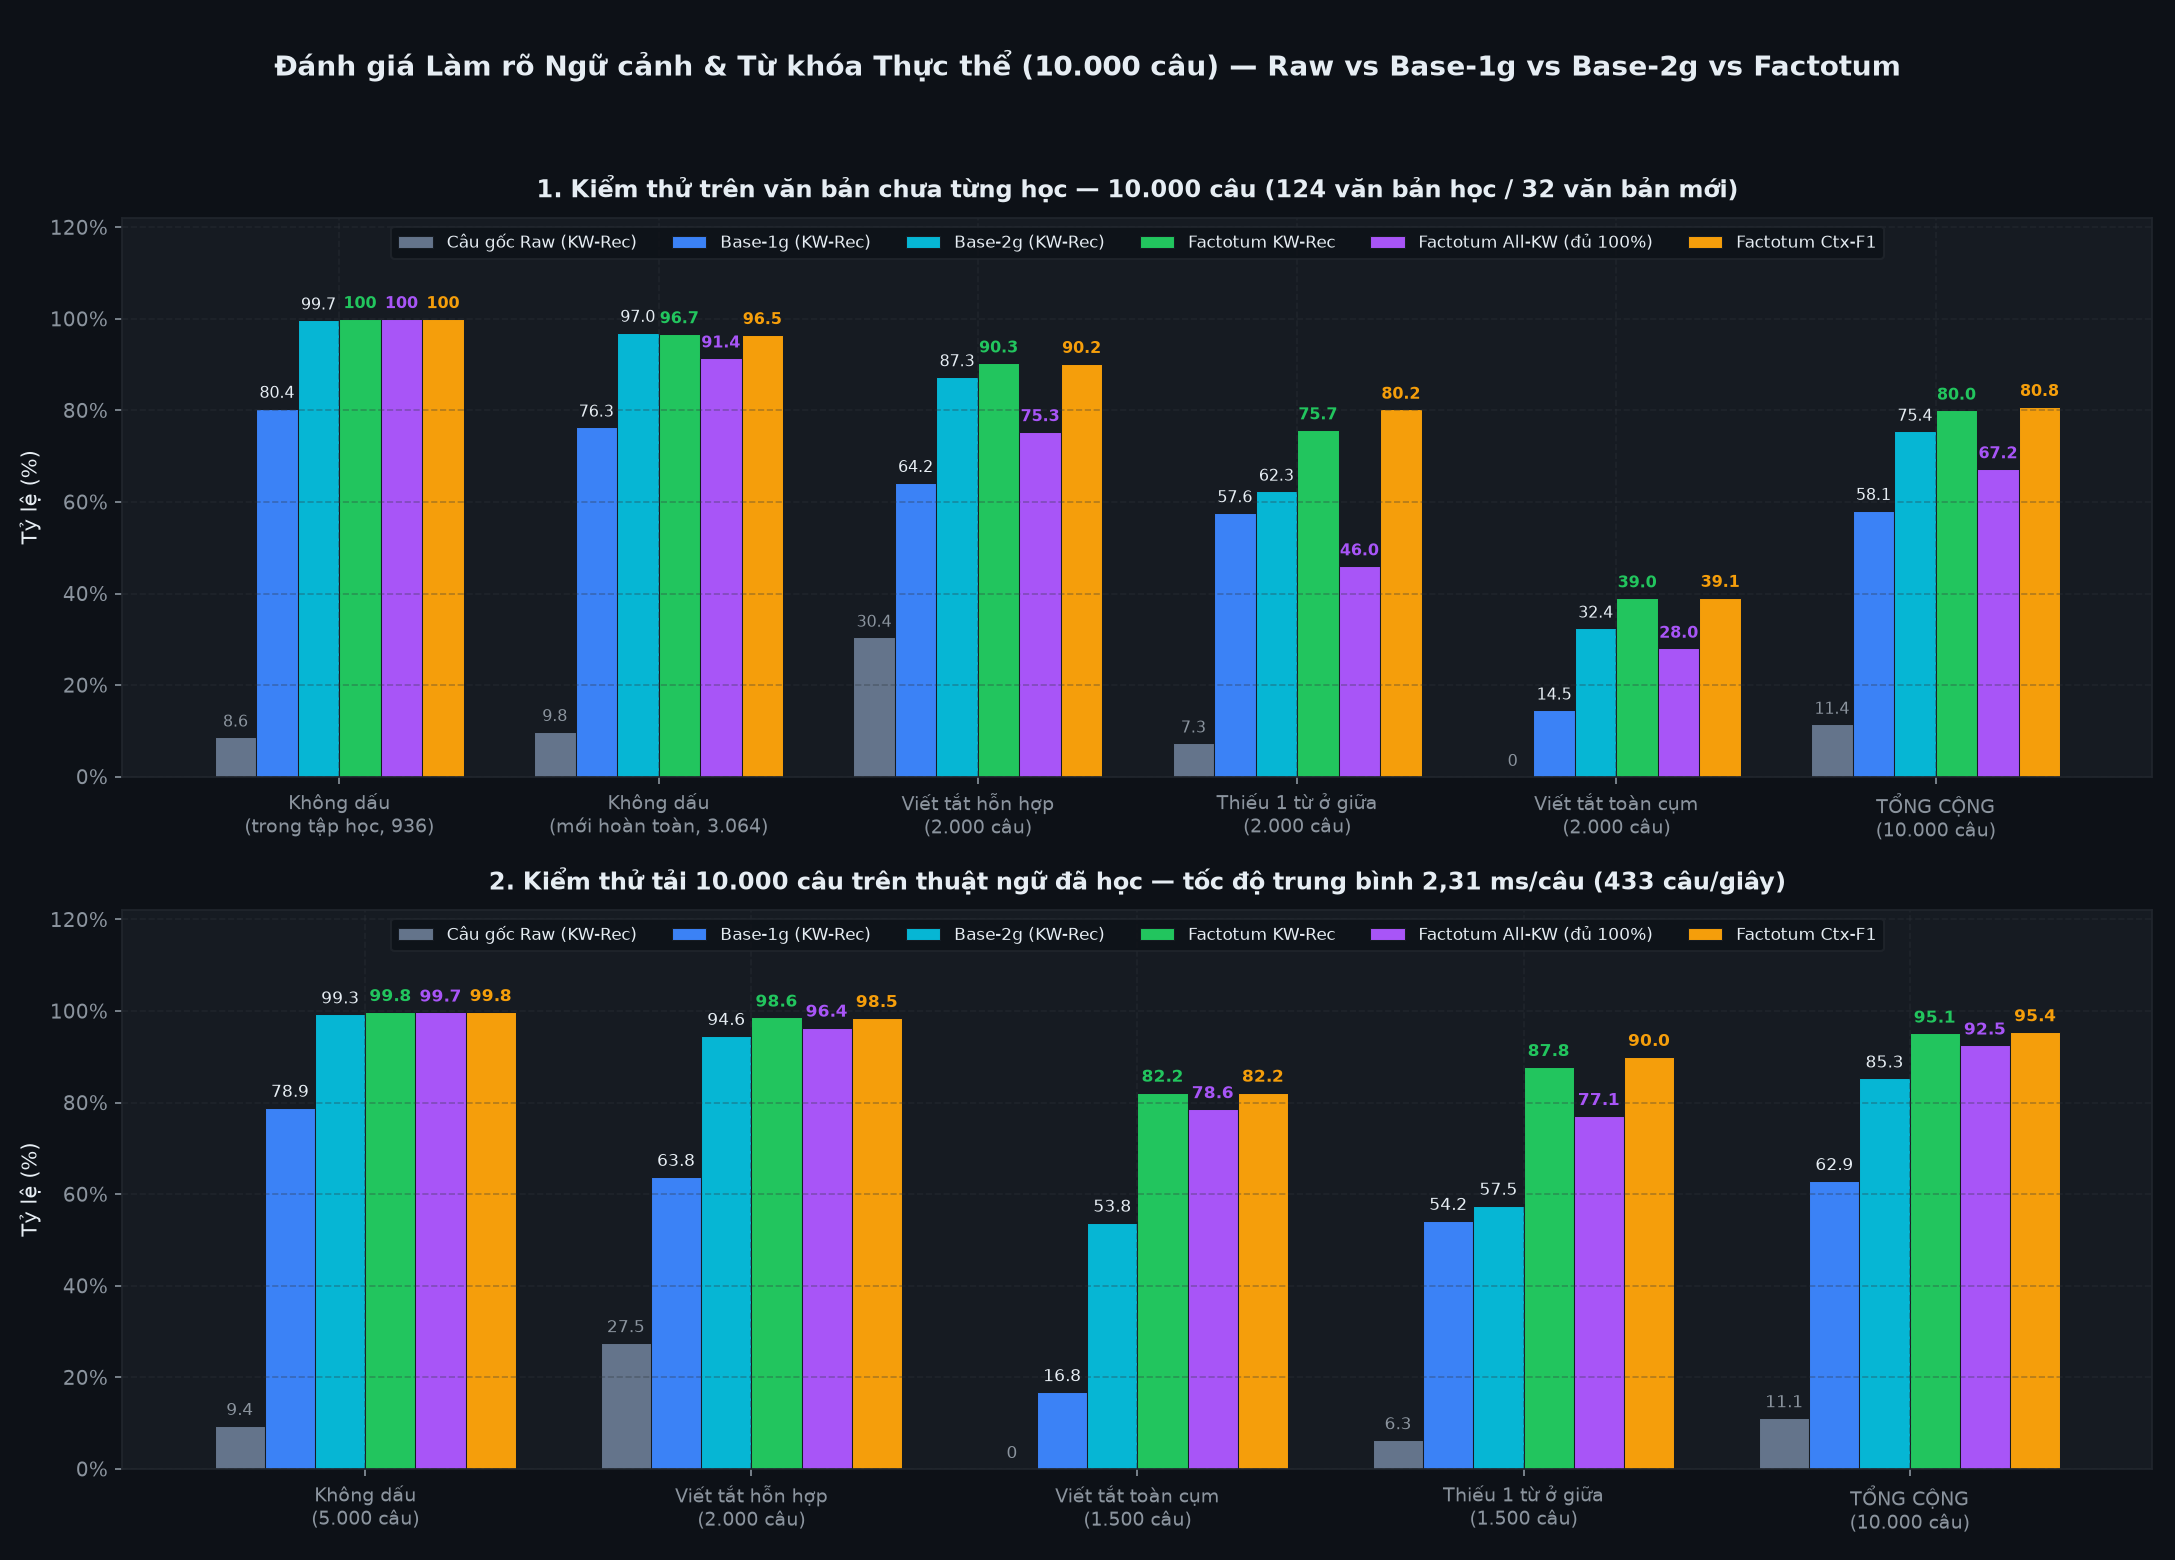 Đánh giá Làm rõ Ngữ cảnh & Từ khóa Thực thể (10.000 câu) — Raw vs Base-1g vs Base-2g vs Factotum
1. Kiểm thử trên văn bản chưa từng học — 10.000 câu (124 văn bản học / 32 văn bản mới)
Câu gốc Raw (KW-Rec) Base-1g (KW-Rec) Base-2g (KW-Rec) Factotum KW-Rec Factotum All-KW (đủ 100%) Factotum Ctx-F1
Tỷ lệ (%)
120%
100%
80%
60%
40%
20%
0%
8.6 80.4 99.7 100 100 100
9.8 76.3 97.0 96.7 91.4 96.5
30.4 64.2 87.3 90.3 75.3 90.2
7.3 57.6 62.3 75.7 46.0 80.2
0 14.5 32.4 39.0 28.0 39.1
11.4 58.1 75.4 80.0 67.2 80.8
Không dấu
(trong tập học, 936)
Không dấu
(mới hoàn toàn, 3.064)
Viết tắt hỗn hợp
(2.000 câu)
Thiếu 1 từ ở giữa
(2.000 câu)
Viết tắt toàn cụm
(2.000 câu)
TỔNG CỘNG
(10.000 câu)
2. Kiểm thử tải 10.000 câu trên thuật ngữ đã học — tốc độ trung bình 2,31 ms/câu (433 câu/giây)
Câu gốc Raw (KW-Rec) Base-1g (KW-Rec) Base-2g (KW-Rec) Factotum KW-Rec Factotum All-KW (đủ 100%) Factotum Ctx-F1
Tỷ lệ (%)
120%
100%
80%
60%
40%
20%
0%
9.4 78.9 99.3 99.8 99.7 99.8
27.5 63.8 94.6 98.6 96.4 98.5
0 16.8 53.8 82.2 78.6 82.2
6.3 54.2 57.5 87.8 77.1 90.0
11.1 62.9 85.3 95.1 92.5 95.4
Không dấu
(5.000 câu)
Viết tắt hỗn hợp
(2.000 câu)
Viết tắt toàn cụm
(1.500 câu)
Thiếu 1 từ ở giữa
(1.500 câu)
TỔNG CỘNG
(10.000 câu)